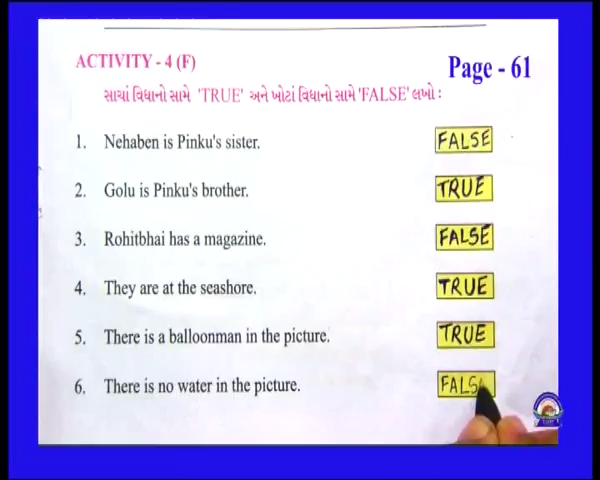 ACTIVITY - 4 (F)
Page - 61
સાચાં વિધાનો સામે 'TRUE' અને ખોટાં વિધાનો સામે 'FALSE' લખો :
1. Nehaben is Pinku's sister. FALSE
2. Golu is Pinku's brother. TRUE
3. Rohitbhai has a magazine. FALSE
4. They are at the seashore. TRUE
5. There is a balloonman in the picture. TRUE
6. There is no water in the picture. FALS